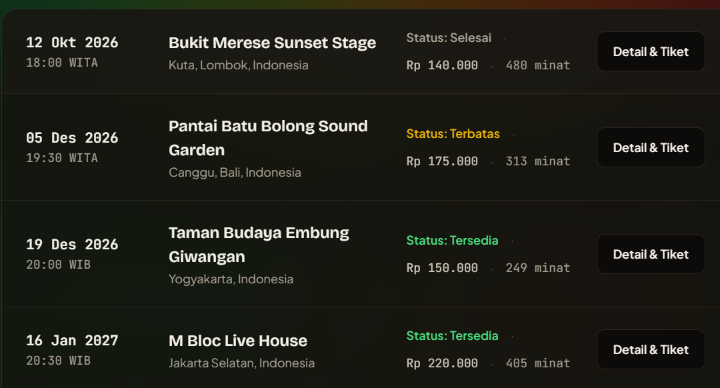 12 Okt 2026
18:00 WITA
Bukit Merese Sunset Stage
Kuta, Lombok, Indonesia
Status: Selesai ·
Rp 140.000 · 480 minat
Detail & Tiket
05 Des 2026
19:30 WITA
Pantai Batu Bolong Sound
Garden
Canggu, Bali, Indonesia
Status: Terbatas ·
Rp 175.000 · 313 minat
Detail & Tiket
19 Des 2026
20:00 WIB
Taman Budaya Embung
Giwangan
Yogyakarta, Indonesia
Status: Tersedia ·
Rp 150.000 · 249 minat
Detail & Tiket
16 Jan 2027
20:30 WIB
M Bloc Live House
Jakarta Selatan, Indonesia
Status: Tersedia ·
Rp 220.000 · 405 minat
Detail & Tiket